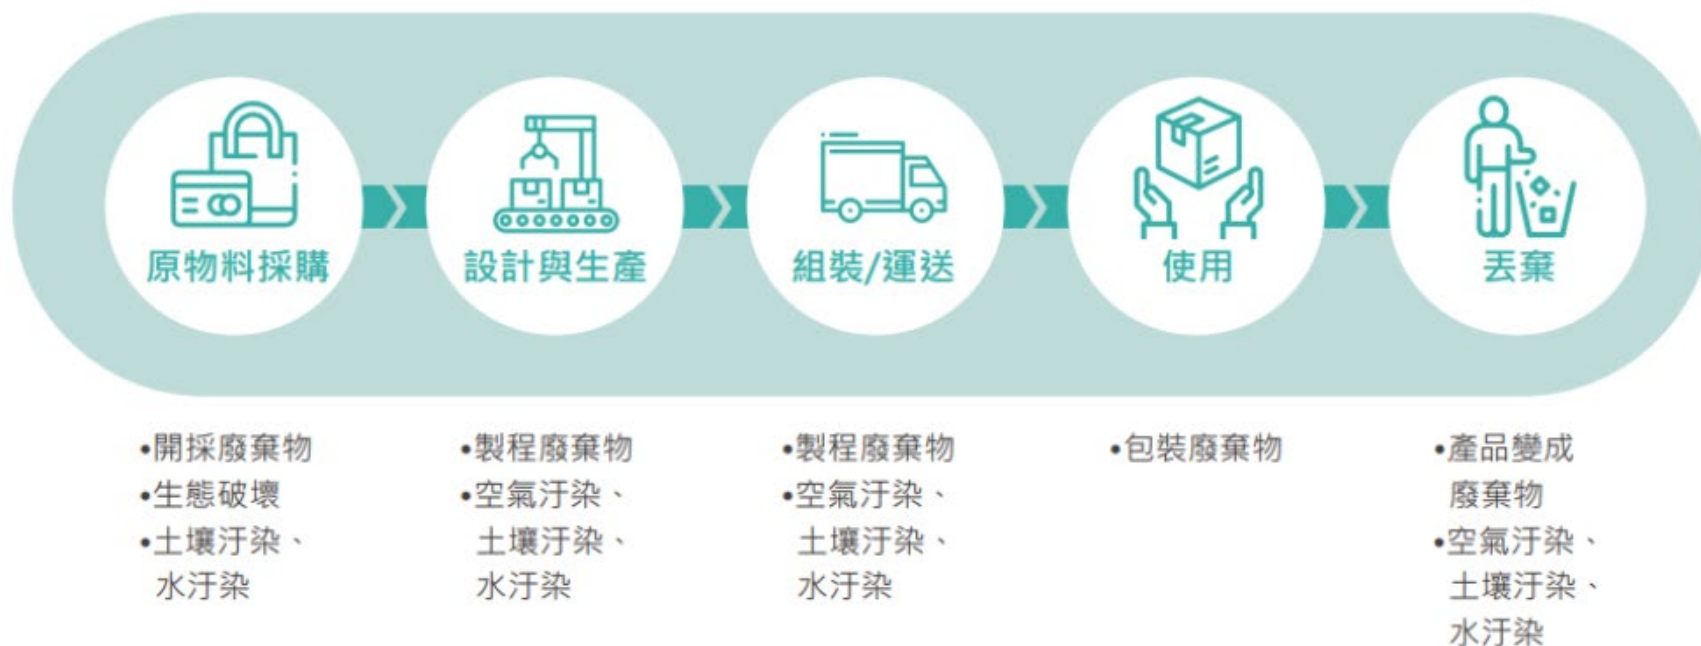 原物料採購
設計與生產
組裝/運送
使用
丟棄
•開採廢棄物
•生態破壞
•土壤汙染、
水汙染
•製程廢棄物
•空氣汙染、
土壤汙染、
水汙染
•製程廢棄物
•空氣汙染、
土壤汙染、
水汙染
•包裝廢棄物
•產品變成
廢棄物
•空氣汙染、
土壤汙染、
水汙染